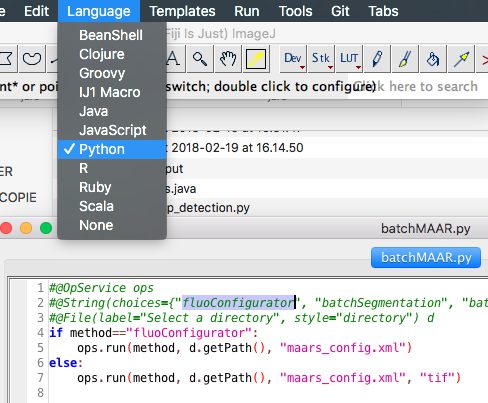 Edit Language Templates Run Tools Git Tabs
(Fiji Is Just) ImageJ
Dev Stk LUT
or switch; double click to configure) Click here to search
BeanShell
Clojure
Groovy
IJ1 Macro
Java
JavaScript
✓ Python
R
Ruby
Scala
None
2018-02-19 at 16.14.50
s.java
p_detection.py
COPIE
batchMAAR.py
batchMAAR.py
1 #@OpService ops
2 #@String(choices={"fluoConfigurator", "batchSegmentation", "bat
3 #@File(label="Select a directory", style="directory") d
4 if method=="fluoConfigurator":
5 ops.run(method, d.getPath(), "maars_config.xml")
6 else:
7 ops.run(method, d.getPath(), "maars_config.xml", "tif")
8